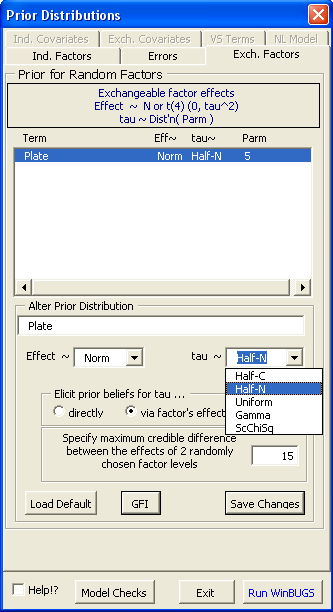 Prior Distributions
Ind. Covariates Exch. Covariates VS Terms NL Model
Ind. Factors Errors Exch. Factors
Prior for Random Factors
Exchangeable factor effects
Effect ~ N or t(4) (0, tau^2)
tau ~ Dist'n( Parm )
Term Eff~ tau~ Parm
Plate Norm Half-N 5
Alter Prior Distribution
Plate
Effect ~ Norm tau ~ Half-N
Half-C
Half-N
Uniform
Gamma
ScChiSq
Elicit prior beliefs for tau ...
directly via factor's effect
Specify maximum credible difference
between the effects of 2 randomly
chosen factor levels
15
Load Default GFI Save Changes
Help!? Model Checks Exit Run WinBUGS